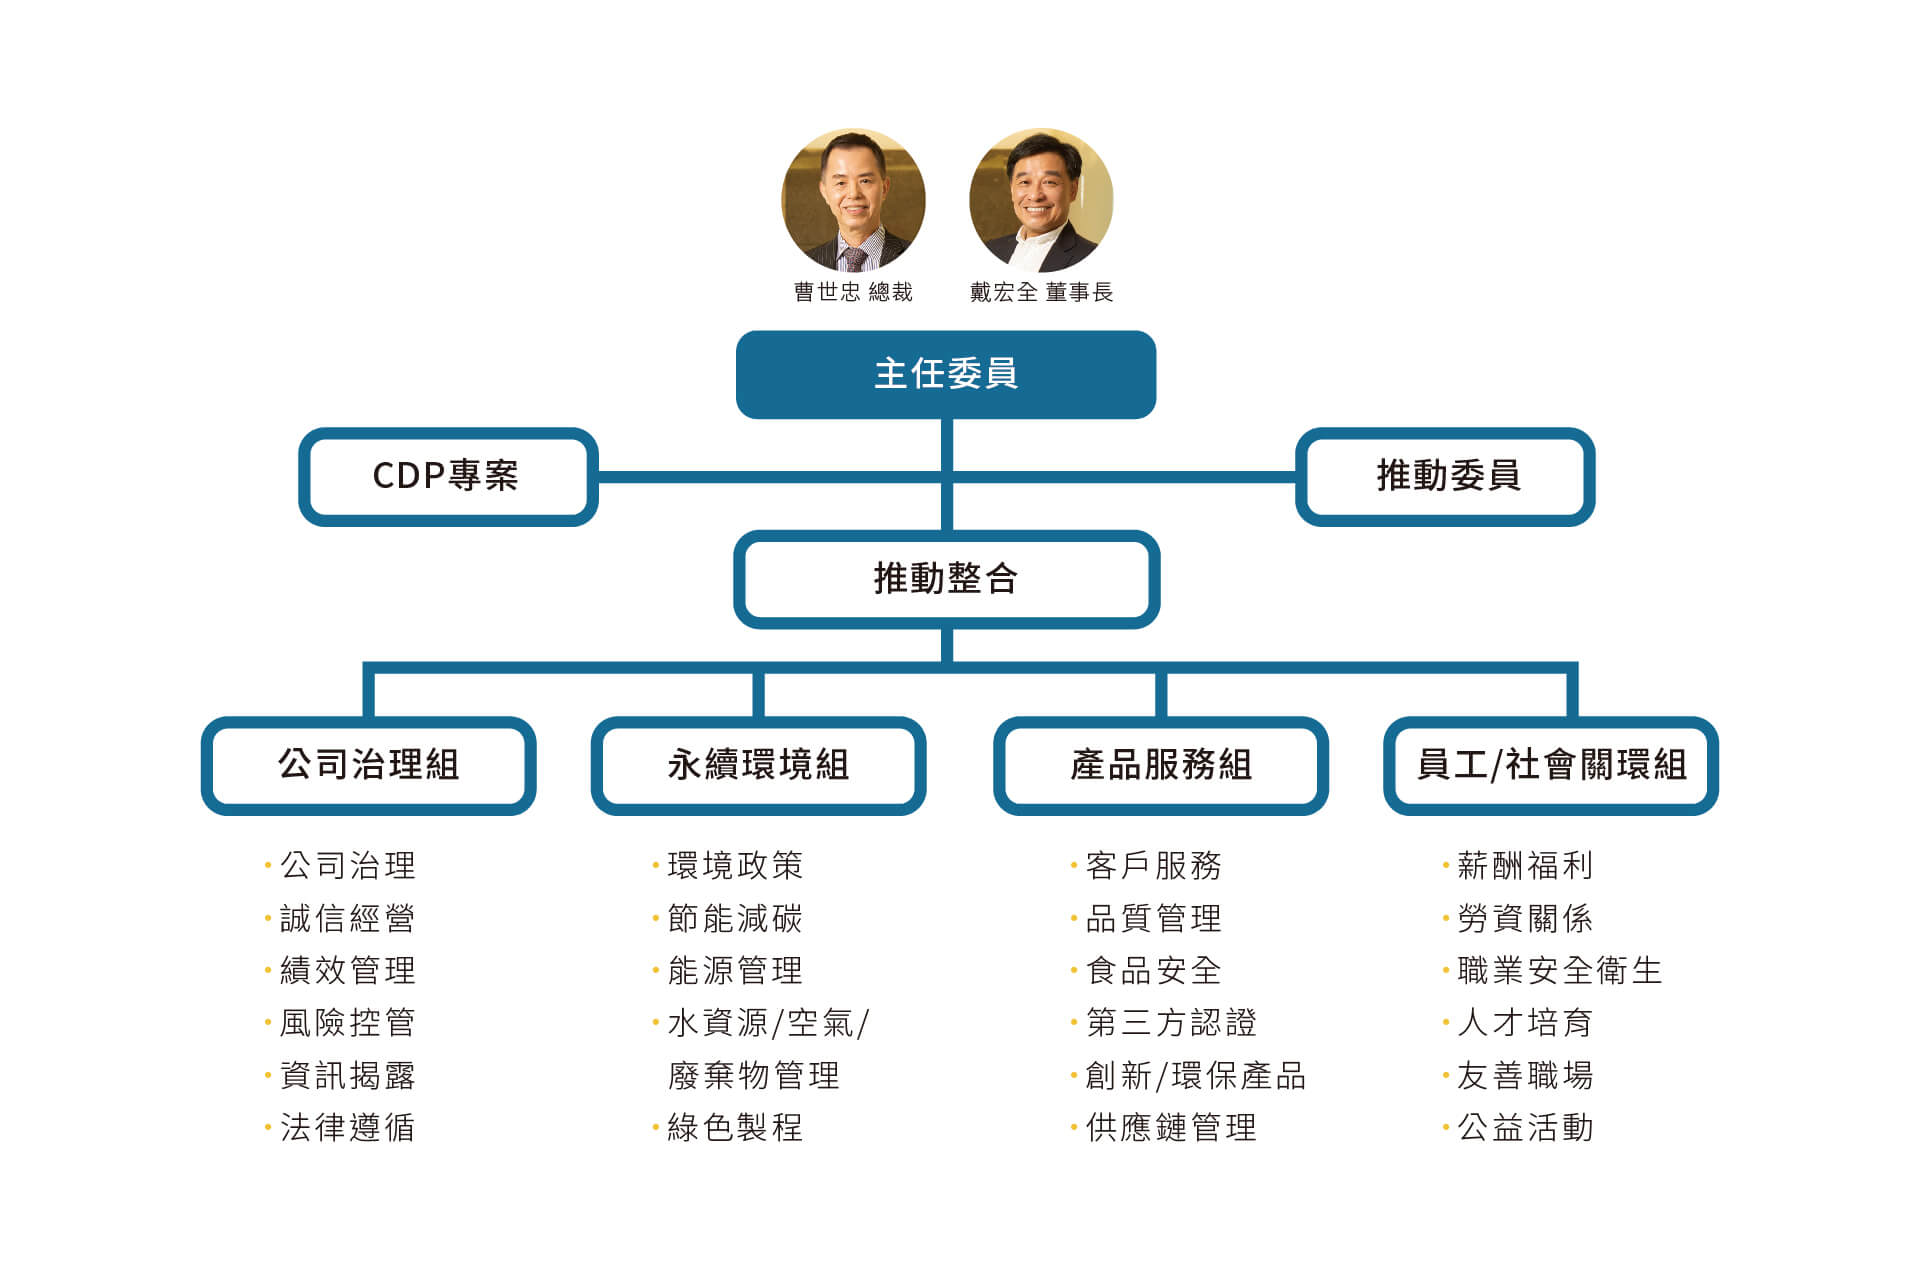 曹世忠 總裁
戴宏全 董事長
主任委員
CDP專案
推動委員
推動整合
公司治理組
永續環境組
產品服務組
員工/社會關環組
•公司治理
•誠信經營
•績效管理
•風險控管
•資訊揭露
•法律遵循
•環境政策
•節能減碳
•能源管理
•水資源/空氣/
廢棄物管理
•綠色製程
•客戶服務
•品質管理
•食品安全
•第三方認證
•創新/環保產品
•供應鏈管理
•薪酬福利
•勞資關係
•職業安全衛生
•人才培育
•友善職場
•公益活動